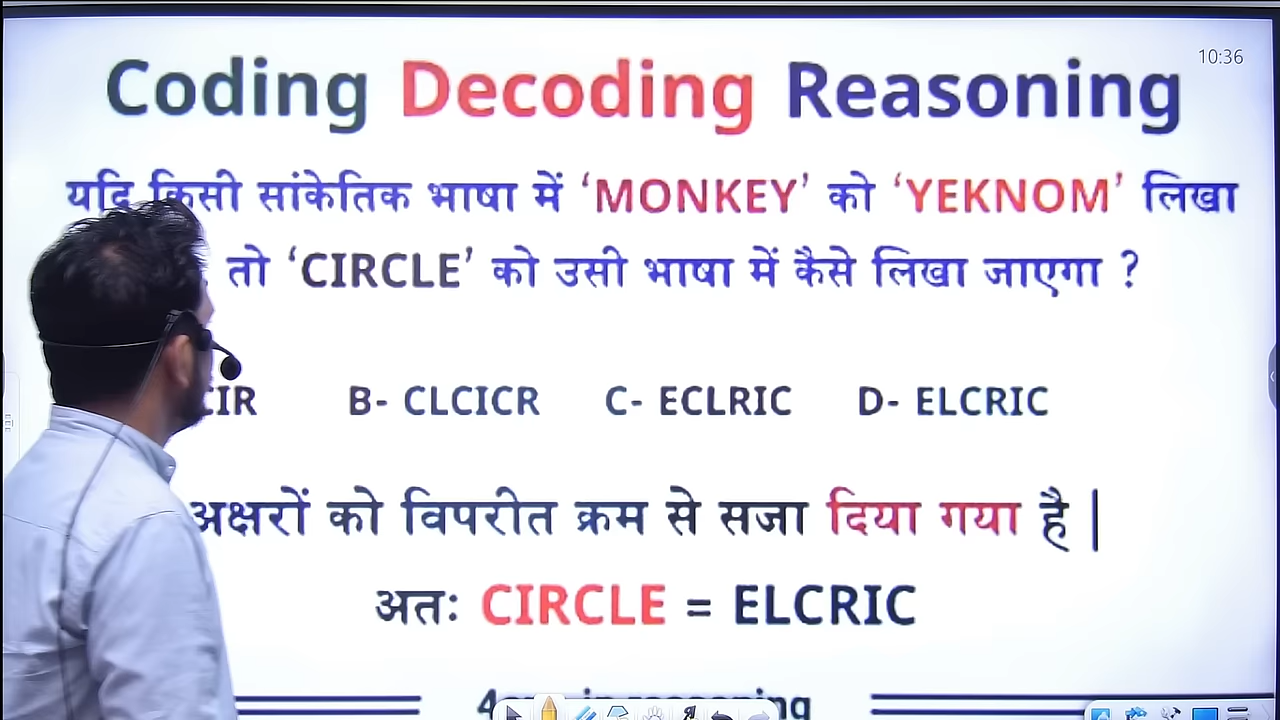 10:36
Coding Decoding Reasoning
यदि किसी सांकेतिक भाषा में ‘MONKEY’ को ‘YEKNOM’ लिखा
तो ‘CIRCLE’ को उसी भाषा में कैसे लिखा जाएगा ?
CIR B- CLCICR C- ECLRIC D- ELCRIC
अक्षरों को विपरीत क्रम से सजा दिया गया है |
अतः CIRCLE = ELCRIC